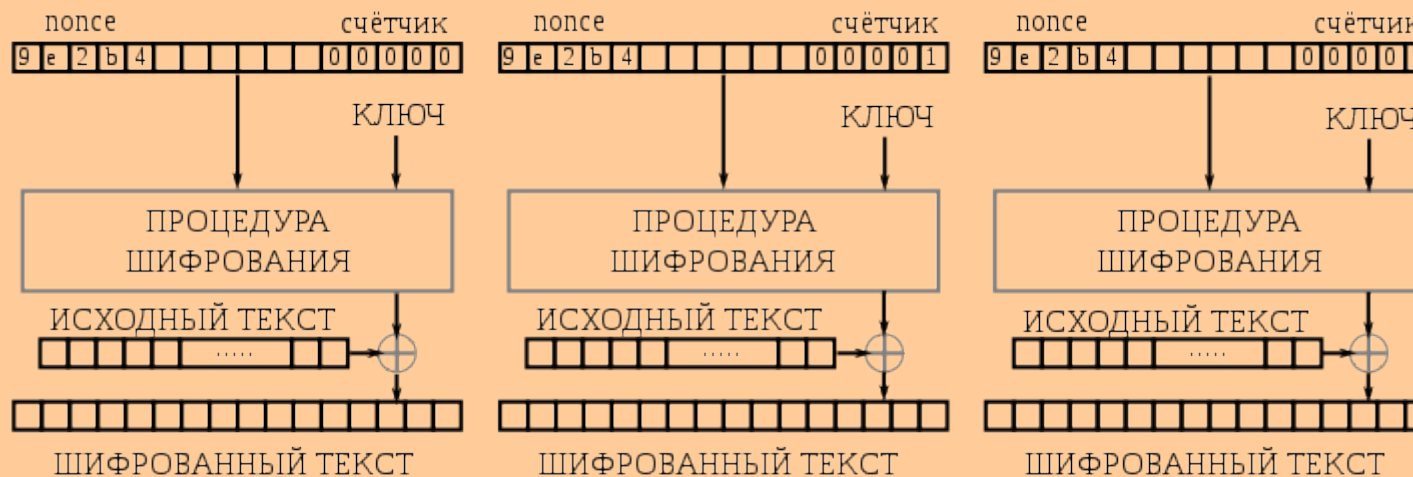 nonce счётчик nonce счётчик nonce счётчик
9 e 2 b 4 0 0 0 0 0 9 e 2 b 4 0 0 0 0 1 9 e 2 b 4 0 0 0 0
КЛЮЧ КЛЮЧ КЛЮЧ
ПРОЦЕДУРА ПРОЦЕДУРА ПРОЦЕДУРА
ШИФРОВАНИЯ ШИФРОВАНИЯ ШИФРОВАНИЯ
ИСХОДНЫЙ ТЕКСТ ИСХОДНЫЙ ТЕКСТ ИСХОДНЫЙ ТЕКСТ
..... ..... .....
ШИФРОВАННЫЙ ТЕКСТ ШИФРОВАННЫЙ ТЕКСТ ШИФРОВАННЫЙ ТЕКСТ